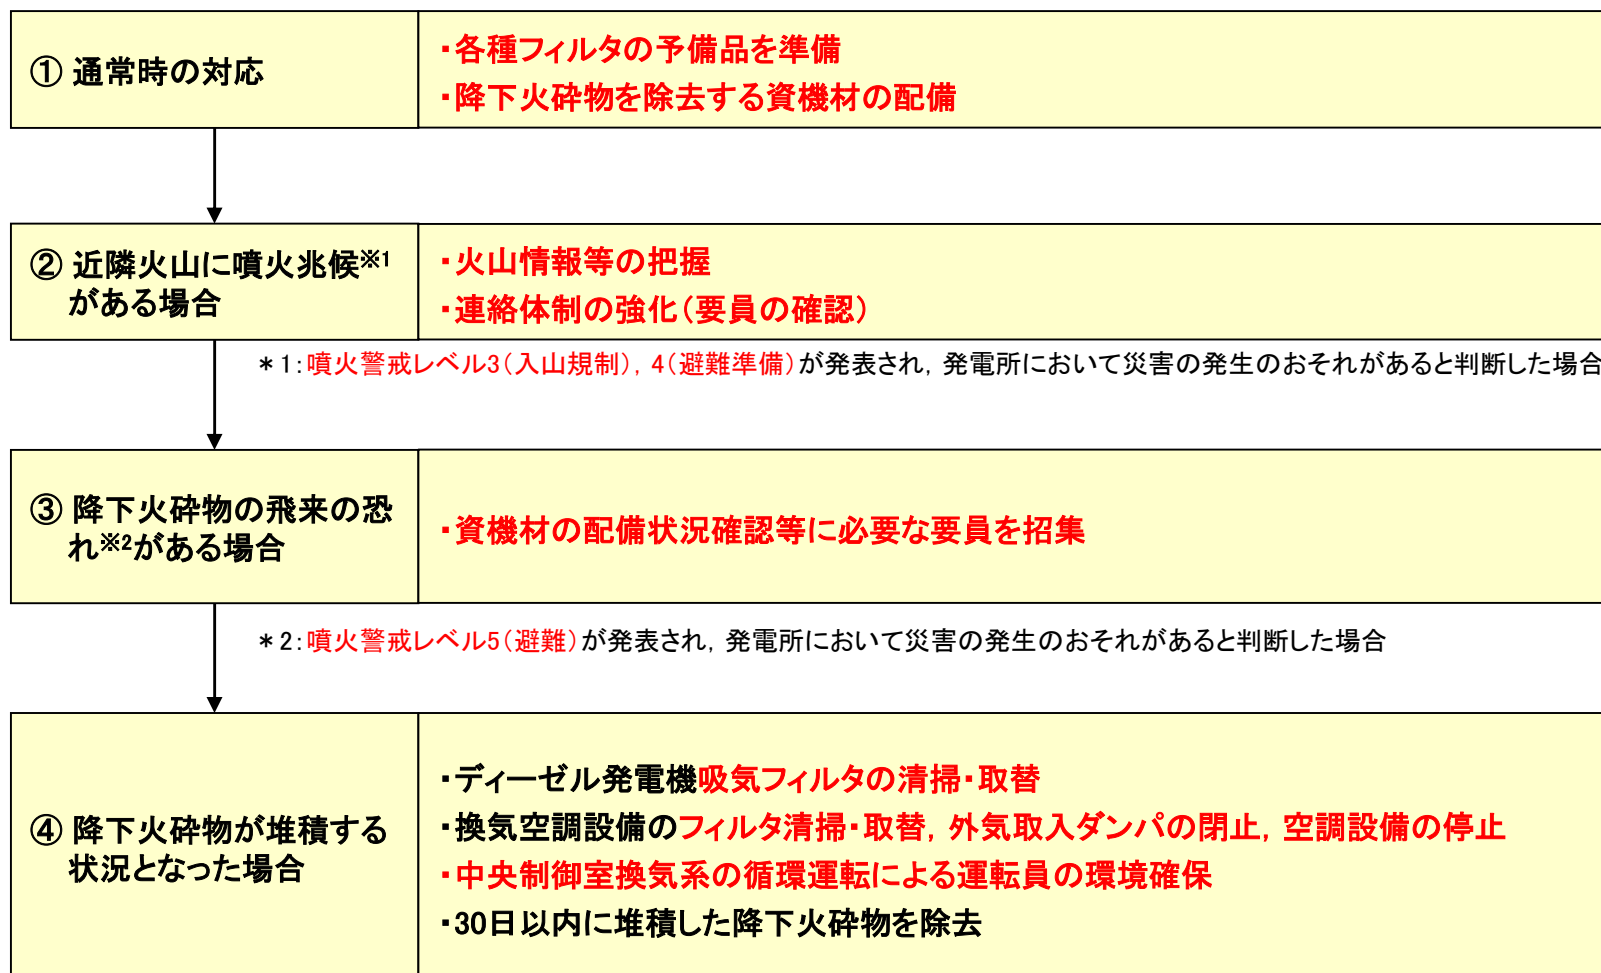 ① 通常時の対応
・各種フィルタの予備品を準備
・降下火砕物を除去する資機材の配備
② 近隣火山に噴火兆候※1
がある場合
・火山情報等の把握
・連絡体制の強化（要員の確認）
＊1：噴火警戒レベル3（入山規制），4（避難準備）が発表され，発電所において災害の発生のおそれがあると判断した場合
③ 降下火砕物の飛来の恐
れ※2がある場合
・資機材の配備状況確認等に必要な要員を招集
＊2：噴火警戒レベル5（避難）が発表され，発電所において災害の発生のおそれがあると判断した場合
④ 降下火砕物が堆積する
状況となった場合
・ディーゼル発電機吸気フィルタの清掃・取替
・換気空調設備のフィルタ清掃・取替，外気取入ダンパの閉止，空調設備の停止
・中央制御室換気系の循環運転による運転員の環境確保
・30日以内に堆積した降下火砕物を除去